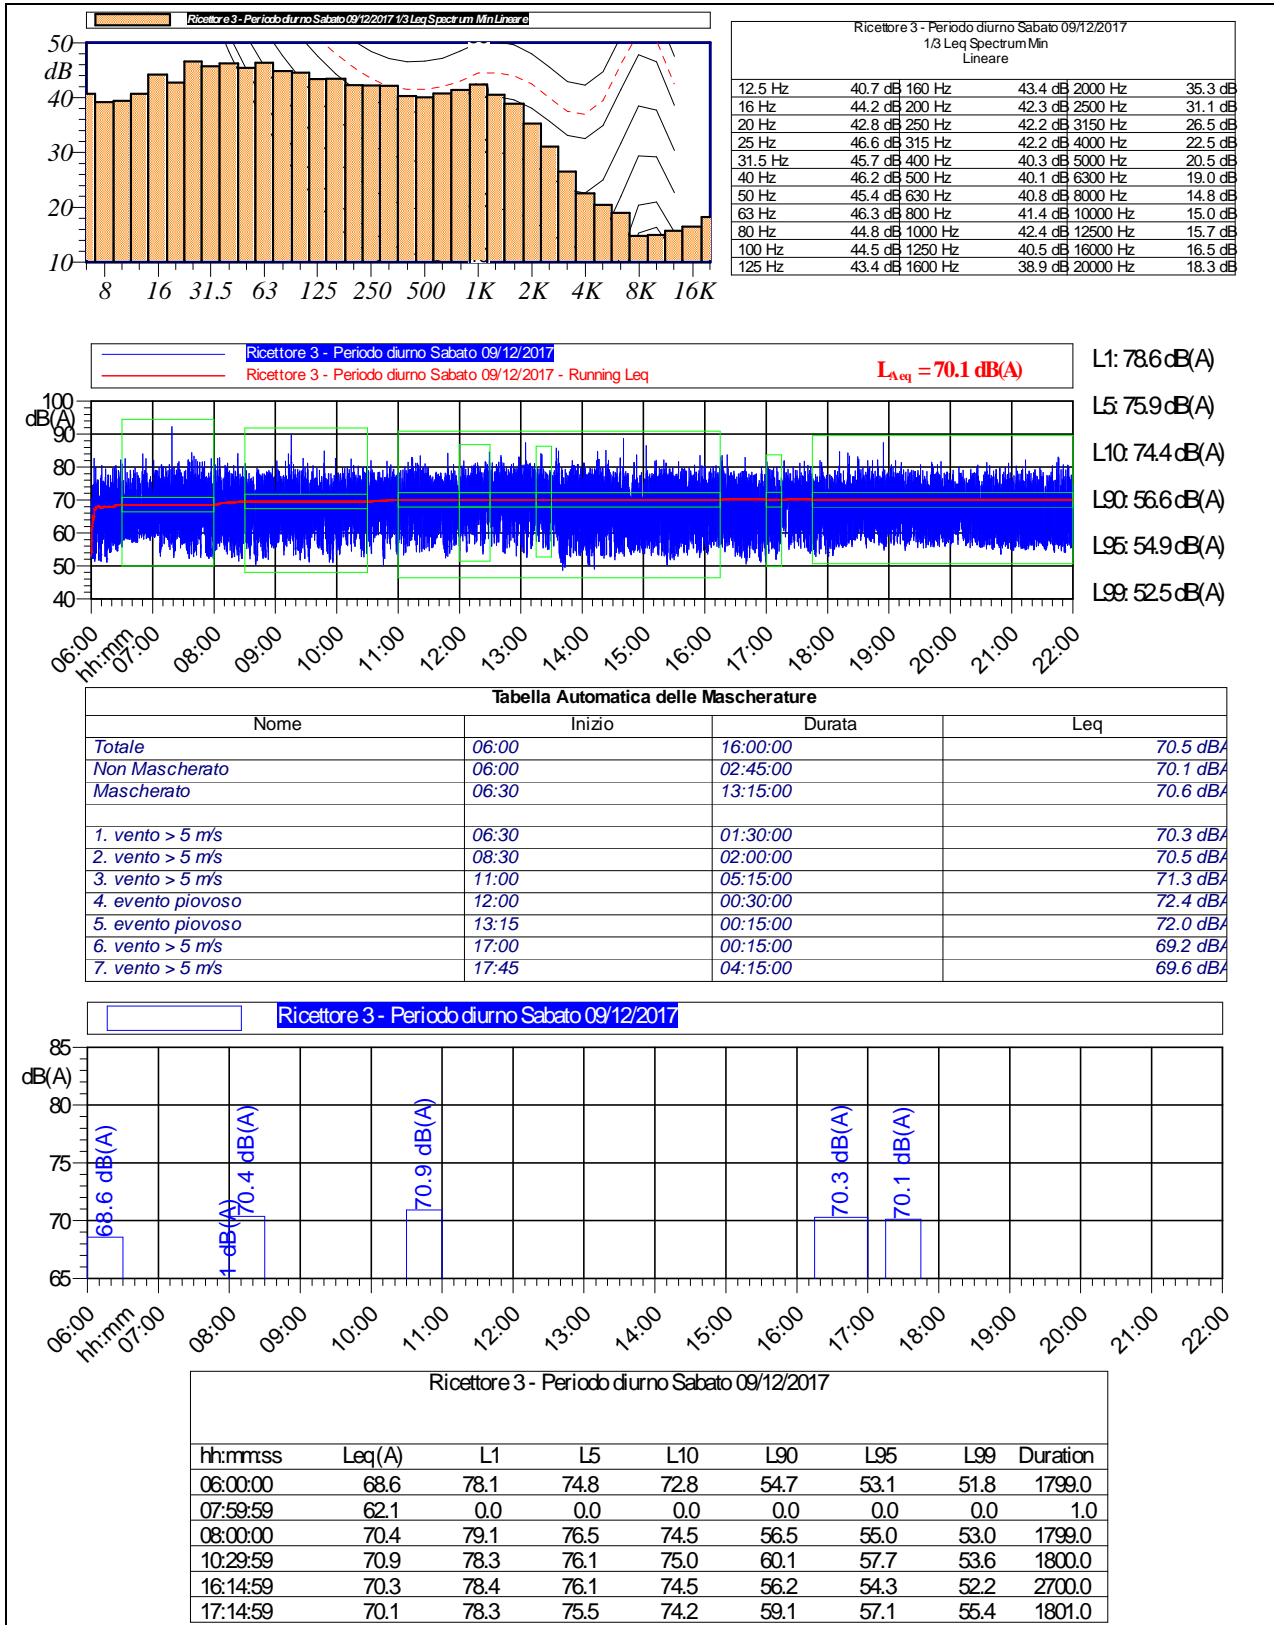 Ricettore 3 - Periodo diurno Sabato 09/12/2017 1/3 Leq Spectrum Min Lineare
50
dB
40
30
20
10
8 16 31.5 63 125 250 500 1K 2K 4K 8K 16K
Ricettore 3 - Periodo diurno Sabato 09/12/2017
1/3 Leq Spectrum Min
Lineare
12.5 Hz 40.7 dB 160 Hz 43.4 dB 2000 Hz 35.3 dB
16 Hz 44.2 dB 200 Hz 42.3 dB 2500 Hz 31.1 dB
20 Hz 42.8 dB 250 Hz 42.2 dB 3150 Hz 26.5 dB
25 Hz 46.6 dB 315 Hz 42.2 dB 4000 Hz 22.5 dB
31.5 Hz 45.7 dB 400 Hz 40.3 dB 5000 Hz 20.5 dB
40 Hz 46.2 dB 500 Hz 40.1 dB 6300 Hz 19.0 dB
50 Hz 45.4 dB 630 Hz 40.8 dB 8000 Hz 14.8 dB
63 Hz 46.3 dB 800 Hz 41.4 dB 10000 Hz 15.0 dB
80 Hz 44.8 dB 1000 Hz 42.4 dB 12500 Hz 15.7 dB
100 Hz 44.5 dB 1250 Hz 40.5 dB 16000 Hz 16.5 dB
125 Hz 43.4 dB 1600 Hz 38.9 dB 20000 Hz 18.3 dB
Ricettore 3 - Periodo diurno Sabato 09/12/2017
Ricettore 3 - Periodo diurno Sabato 09/12/2017 - Running Leq
LAeq = 70.1 dB(A)
L1: 78.6 dB(A)
L5: 75.9 dB(A)
L10: 74.4 dB(A)
L90: 56.6 dB(A)
L95: 54.9 dB(A)
L99: 52.5 dB(A)
100
dB(A)
90
80
70
60
50
40
06:00 hh:mm 07:00 08:00 09:00 10:00 11:00 12:00 13:00 14:00 15:00 16:00 17:00 18:00 19:00 20:00 21:00 22:00
Tabella Automatica delle Mascherature
Nome Inizio Durata Leq
Totale 06:00 16:00:00 70.5 dBA
Non Mascherato 06:00 02:45:00 70.1 dBA
Mascherato 06:30 13:15:00 70.6 dBA
1. vento > 5 m/s 06:30 01:30:00 70.3 dBA
2. vento > 5 m/s 08:30 02:00:00 70.5 dBA
3. vento > 5 m/s 11:00 05:15:00 71.3 dBA
4. evento piovoso 12:00 00:30:00 72.4 dBA
5. evento piovoso 13:15 00:15:00 72.0 dBA
6. vento > 5 m/s 17:00 00:15:00 69.2 dBA
7. vento > 5 m/s 17:45 04:15:00 69.6 dBA
Ricettore 3 - Periodo diurno Sabato 09/12/2017
85
dB(A)
80
75
70
65
68.6 dB(A)
1 dB(A)
70.4 dB(A)
70.9 dB(A)
70.3 dB(A)
70.1 dB(A)
06:00 hh:mm 07:00 08:00 09:00 10:00 11:00 12:00 13:00 14:00 15:00 16:00 17:00 18:00 19:00 20:00 21:00 22:00
Ricettore 3 - Periodo diurno Sabato 09/12/2017
hh:mm:ss Leq(A) L1 L5 L10 L90 L95 L99 Duration
06:00:00 68.6 78.1 74.8 72.8 54.7 53.1 51.8 1799.0
07:59:59 62.1 0.0 0.0 0.0 0.0 0.0 0.0 1.0
08:00:00 70.4 79.1 76.5 74.5 56.5 55.0 53.0 1799.0
10:29:59 70.9 78.3 76.1 75.0 60.1 57.7 53.6 1800.0
16:14:59 70.3 78.4 76.1 74.5 56.2 54.3 52.2 2700.0
17:14:59 70.1 78.3 75.5 74.2 59.1 57.1 55.4 1801.0